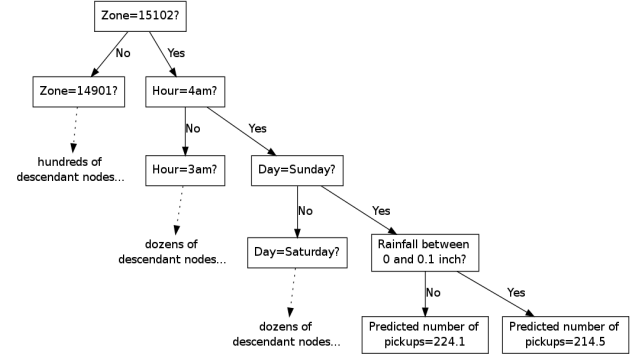 Zone=15102?
No
Yes
Zone=14901?
Hour=4am?
No
Yes
hundreds of
descendant nodes...
Hour=3am?
Day=Sunday?
No
Yes
dozens of
descendant nodes...
Day=Saturday?
Rainfall between
0 and 0.1 inch?
No
Yes
dozens of
descendant nodes...
Predicted number of
pickups=224.1
Predicted number of
pickups=214.5